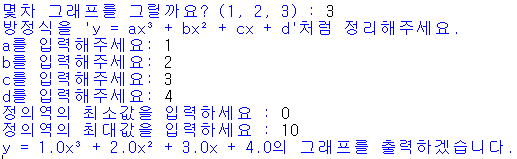 몇차 그래프를 그릴까요? (1, 2, 3) : 3
방정식을 'y = ax³ + bx² + cx + d'처럼 정리해주세요.
a를 입력해주세요: 1
b를 입력해주세요: 2
c를 입력해주세요: 3
d를 입력해주세요: 4
정의역의 최소값을 입력하세요 : 0
정의역의 최대값을 입력하세요 : 10
y = 1.0x³ + 2.0x² + 3.0x + 4.0의 그래프를 출력하겠습니다.